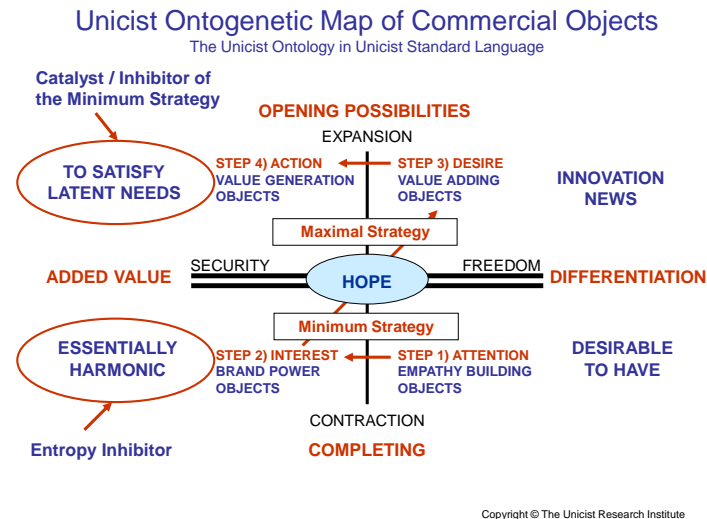 Unicist Ontogenetic Map of Commercial Objects
The Unicist Ontology in Unicist Standard Language
Catalyst / Inhibitor of
the Minimum Strategy
OPENING POSSIBILITIES
EXPANSION
TO SATISFY
LATENT NEEDS
STEP 4) ACTION
VALUE GENERATION
OBJECTS
STEP 3) DESIRE
VALUE ADDING
OBJECTS
INNOVATION
NEWS
Maximal Strategy
ADDED VALUE
SECURITY
HOPE
FREEDOM
DIFFERENTIATION
Minimum Strategy
ESSENTIALLY
HARMONIC
STEP 2) INTEREST
BRAND POWER
OBJECTS
STEP 1) ATTENTION
EMPATHY BUILDING
OBJECTS
DESIRABLE
TO HAVE
CONTRACTION
Entropy Inhibitor
COMPLETING
Copyright © The Unicist Research Institute